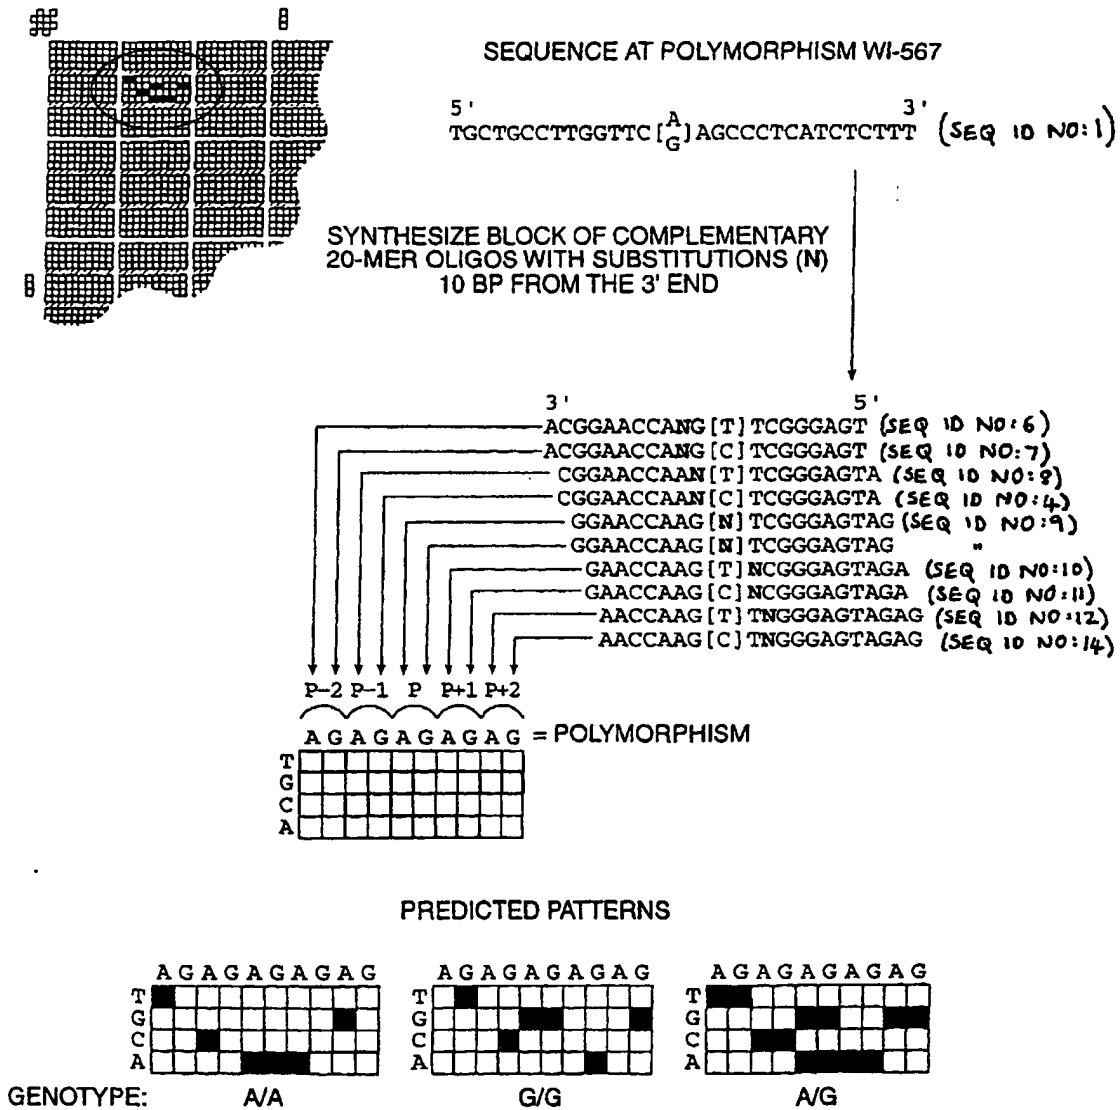 SEQUENCE AT POLYMORPHISM WI-567
5' 3'
A
TGCTGCCTTGGTTC[ ]AGCCCTCATCTCTTT (SEQ ID NO:1)
G
SYNTHESIZE BLOCK OF COMPLEMENTARY
20-MER OLIGOS WITH SUBSTITUTIONS (N)
10 BP FROM THE 3' END
3' 5'
ACGGAACCANG[T]TCGGGAGT (SEQ ID NO:6)
ACGGAACCANG[C]TCGGGAGT (SEQ ID NO:7)
CGGAACCAAN[T]TCGGGAGTA (SEQ ID NO:8)
CGGAACCAAN[C]TCGGGAGTA (SEQ ID NO:4)
GGAACCAAG[N]TCGGGAGTAG (SEQ ID NO:9)
GGAACCAAG[N]TCGGGAGTAG "
GAACCAAG[T]NCGGGAGTAGA (SEQ ID NO:10)
GAACCAAG[C]NCGGGAGTAGA (SEQ ID NO:11)
AACCAAG[T]TNGGGAGTAGAG (SEQ ID NO:12)
AACCAAG[C]TNGGGAGTAGAG (SEQ ID NO:14)
P-2 P-1 P P+1 P+2
A G A G A G A G A G = POLYMORPHISM
T
G
C
A
PREDICTED PATTERNS
A G A G A G A G A G A G A G A G A G A G A G A G A G A G A G
T T T
G G G
C C C
A A A
GENOTYPE: A/A G/G A/G